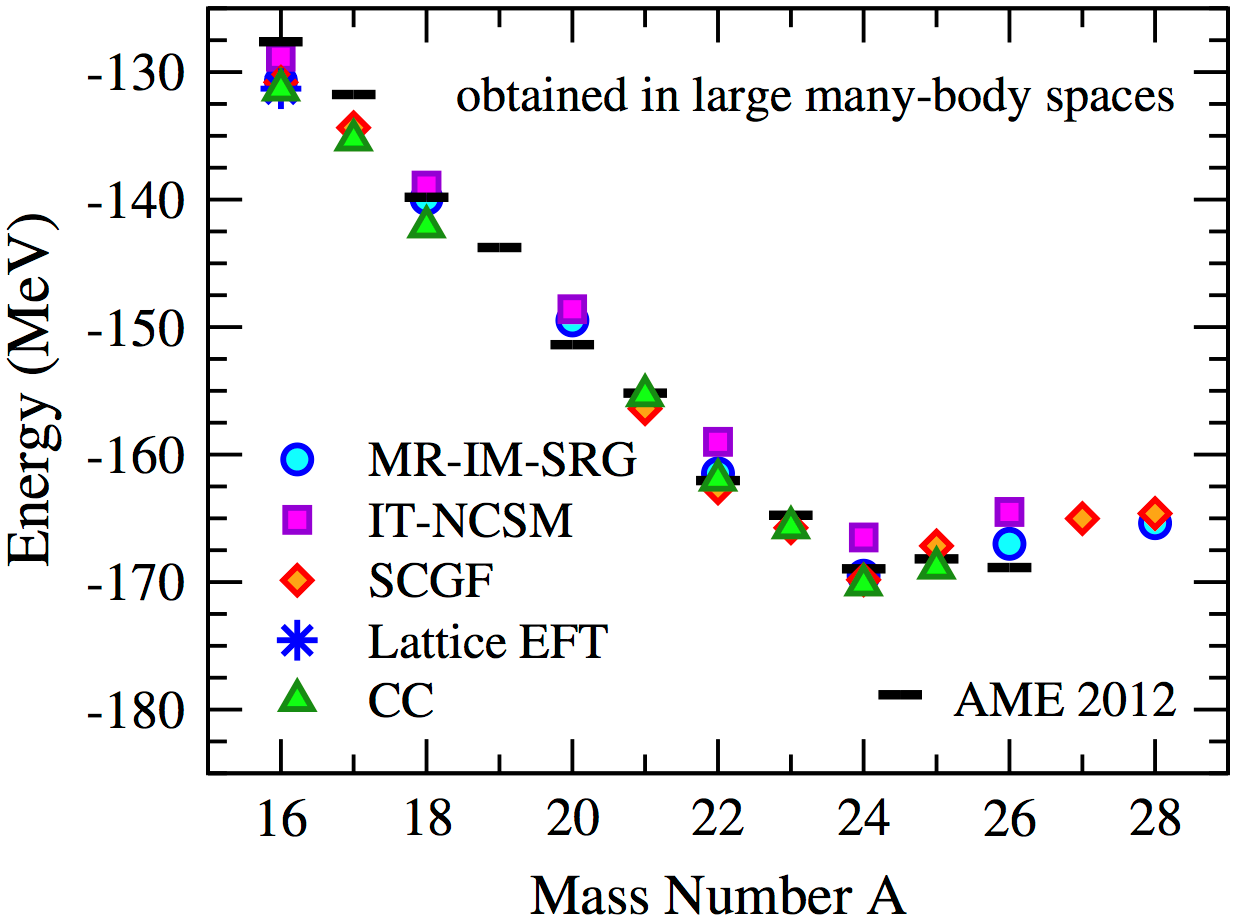 obtained in large many-body spaces
-130
-140
-150
-160
-170
-180
Energy (MeV)
MR-IM-SRG
IT-NCSM
SCGF
Lattice EFT
CC
AME 2012
16 18 20 22 24 26 28
Mass Number A